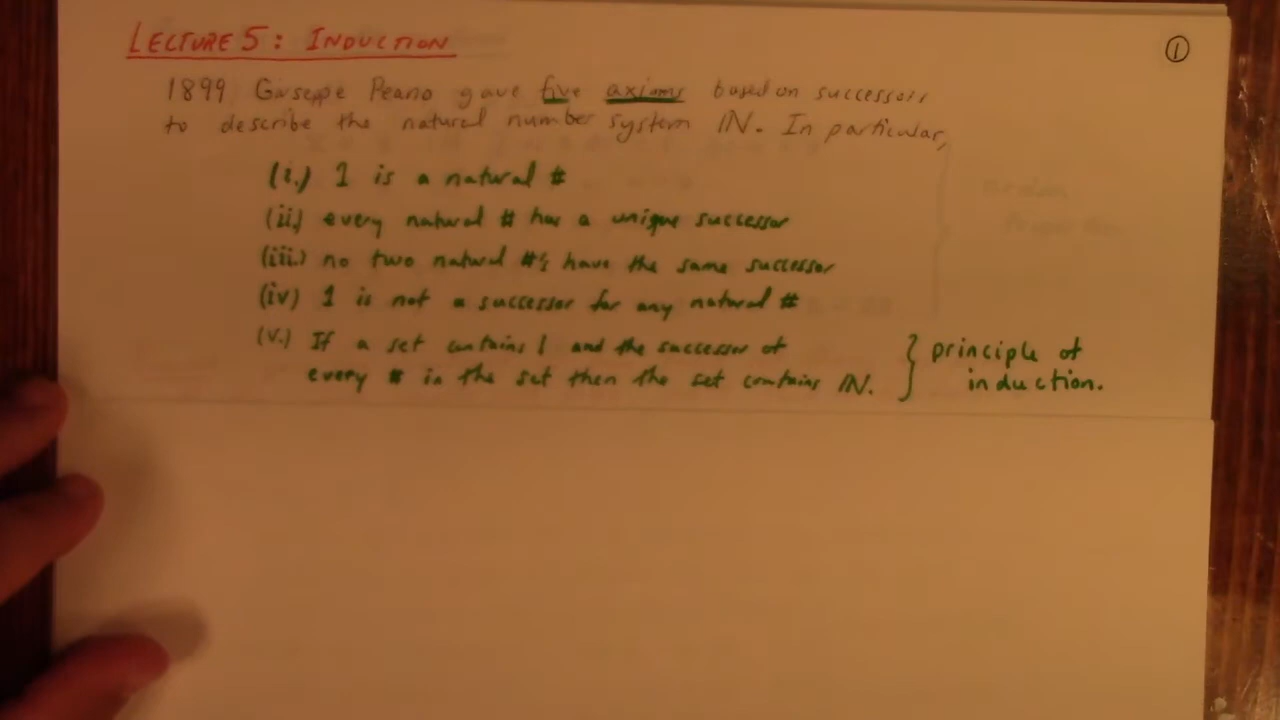 LECTURE 5: INDUCTION
①
1899 Giuseppe Peano gave five axioms based on successors
to describe the natural number system ℕ. In particular,
(i.) 1 is a natural #
(ii.) every natural # has a unique successor
(iii.) no two natural #'s have the same successor
(iv) 1 is not a successor for any natural #
(v.) If a set contains 1 and the successor of
every # in the set then the set contains ℕ.
} principle of
induction.